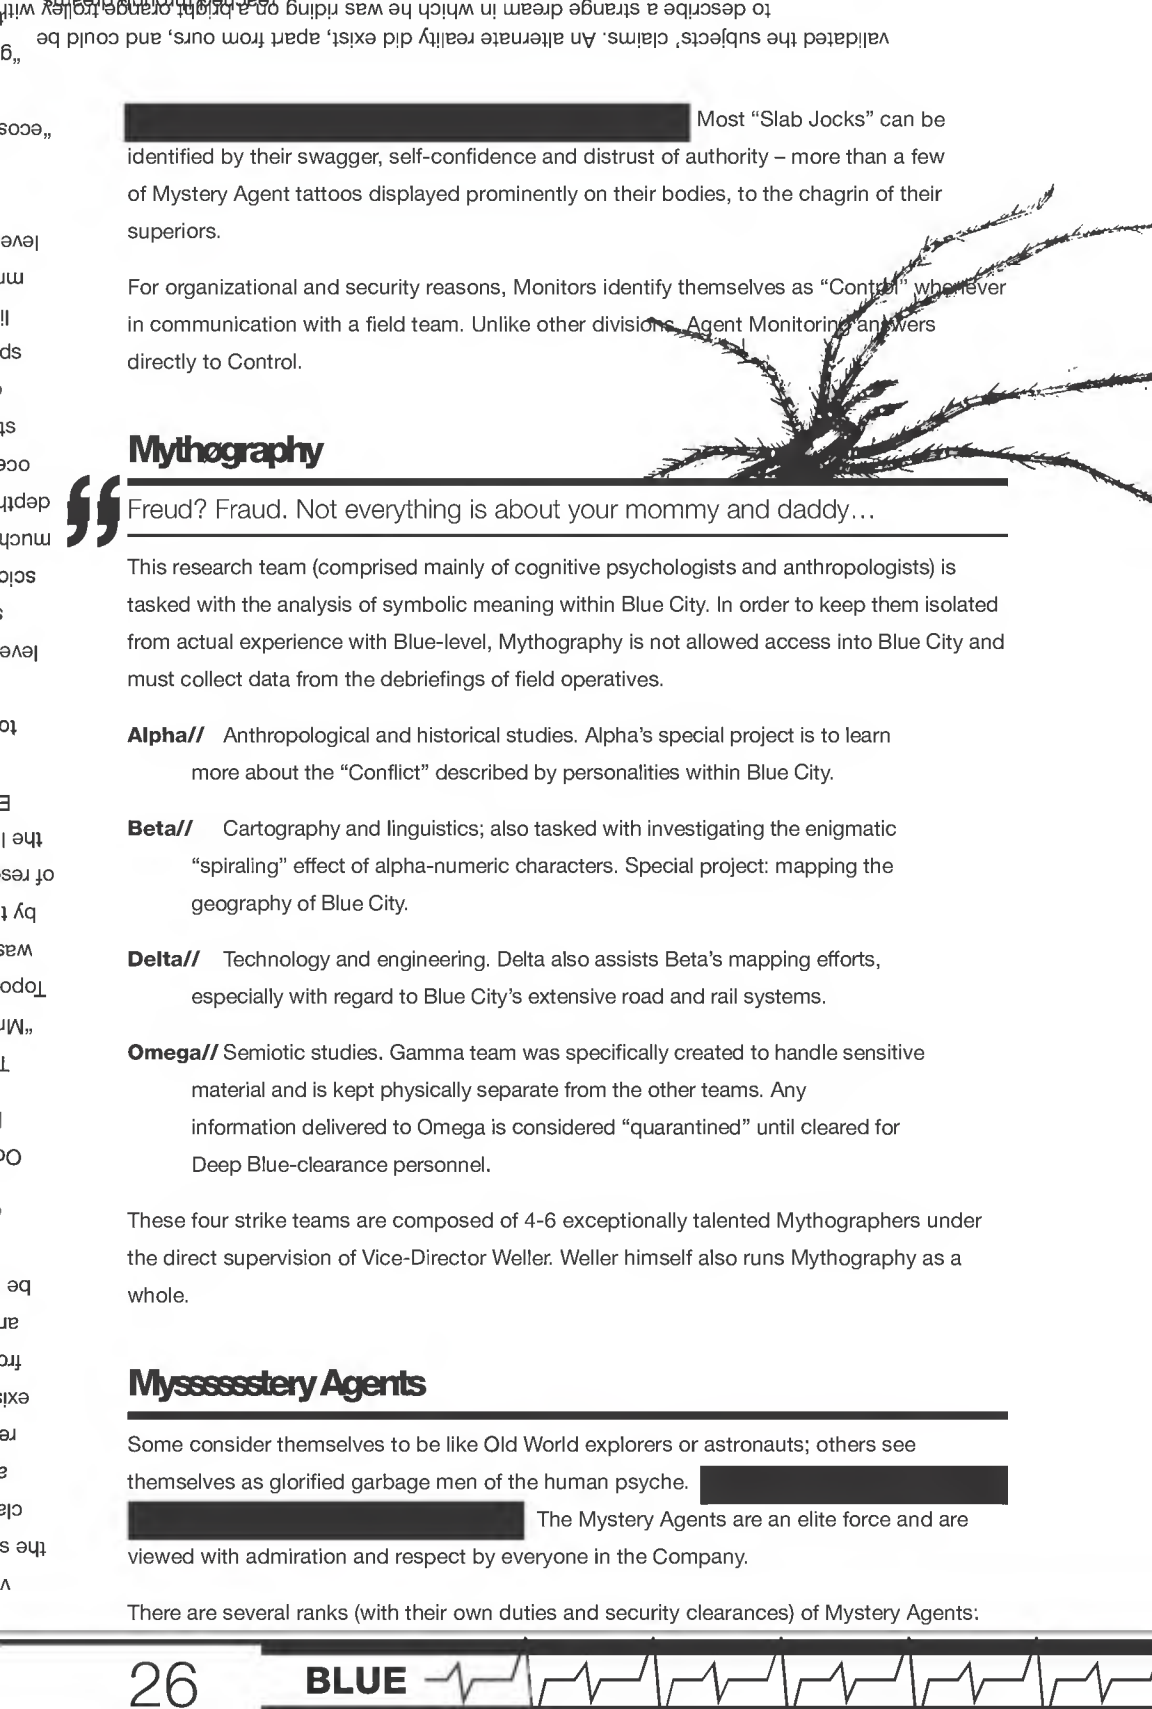 to describe a strange dream in which he was riding on a bright orange trolley
validated the subjects’ claims. An alternate reality did exist, apart from ours, and could be
Most “Slab Jocks” can be
identified by their swagger, self-confidence and distrust of authority – more than a few
of Mystery Agent tattoos displayed prominently on their bodies, to the chagrin of their
superiors.
For organizational and security reasons, Monitors identify themselves as “Control” whenever
in communication with a field team. Unlike other divisions, Agent Monitoring answers
directly to Control.
Mythøgraphy
Freud? Fraud. Not everything is about your mommy and daddy…
This research team (comprised mainly of cognitive psychologists and anthropologists) is
tasked with the analysis of symbolic meaning within Blue City. In order to keep them isolated
from actual experience with Blue-level, Mythography is not allowed access into Blue City and
must collect data from the debriefings of field operatives.
Alpha// Anthropological and historical studies. Alpha’s special project is to learn
more about the “Conflict” described by personalities within Blue City.
Beta// Cartography and linguistics; also tasked with investigating the enigmatic
“spiraling” effect of alpha-numeric characters. Special project: mapping the
geography of Blue City.
Delta// Technology and engineering. Delta also assists Beta’s mapping efforts,
especially with regard to Blue City’s extensive road and rail systems.
Omega// Semiotic studies. Gamma team was specifically created to handle sensitive
material and is kept physically separate from the other teams. Any
information delivered to Omega is considered “quarantined” until cleared for
Deep Blue-clearance personnel.
These four strike teams are composed of 4-6 exceptionally talented Mythographers under
the direct supervision of Vice-Director Weller. Weller himself also runs Mythography as a
whole.
Mysssssstery Agents
Some consider themselves to be like Old World explorers or astronauts; others see
themselves as glorified garbage men of the human psyche.
The Mystery Agents are an elite force and are
viewed with admiration and respect by everyone in the Company.
There are several ranks (with their own duties and security clearances) of Mystery Agents:
26
BLUE